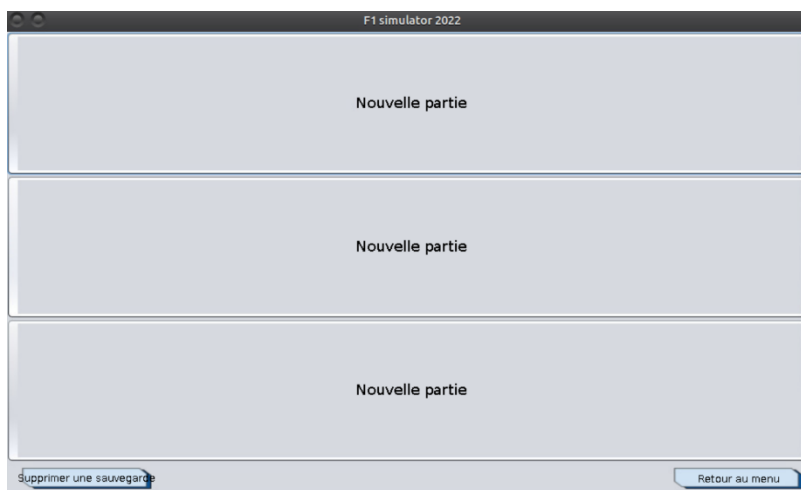 F1 simulator 2022
Nouvelle partie
Nouvelle partie
Nouvelle partie
Supprimer une sauvegarde
Retour au menu